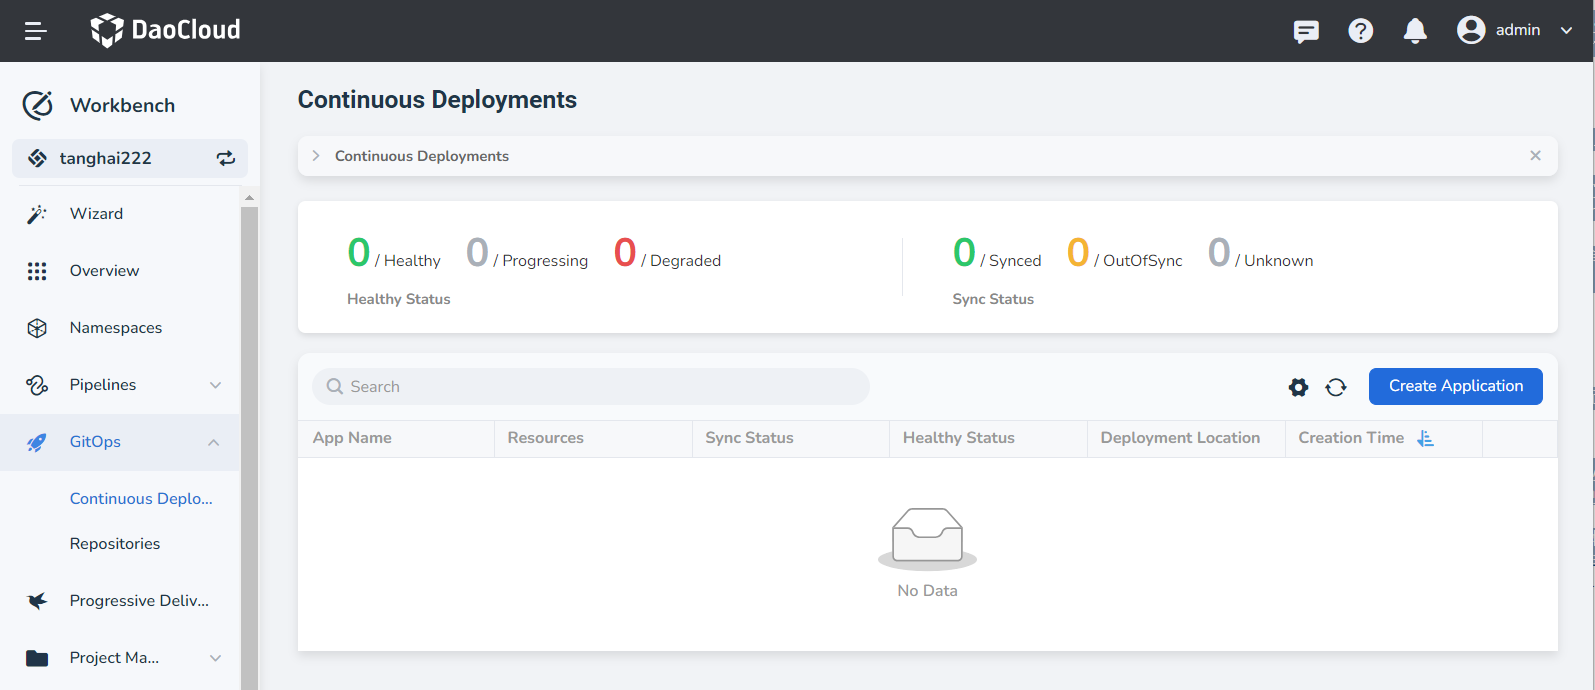 DaoCloud
admin
Workbench
tanghai222
Wizard
Overview
Namespaces
Pipelines
GitOps
Continuous Deplo...
Repositories
Progressive Deliv...
Project Ma...
Continuous Deployments
Continuous Deployments
0 / Healthy 0 / Progressing 0 / Degraded
Healthy Status
0 / Synced 0 / OutOfSync 0 / Unknown
Sync Status
Search
Create Application
App Name Resources Sync Status Healthy Status Deployment Location Creation Time
No Data